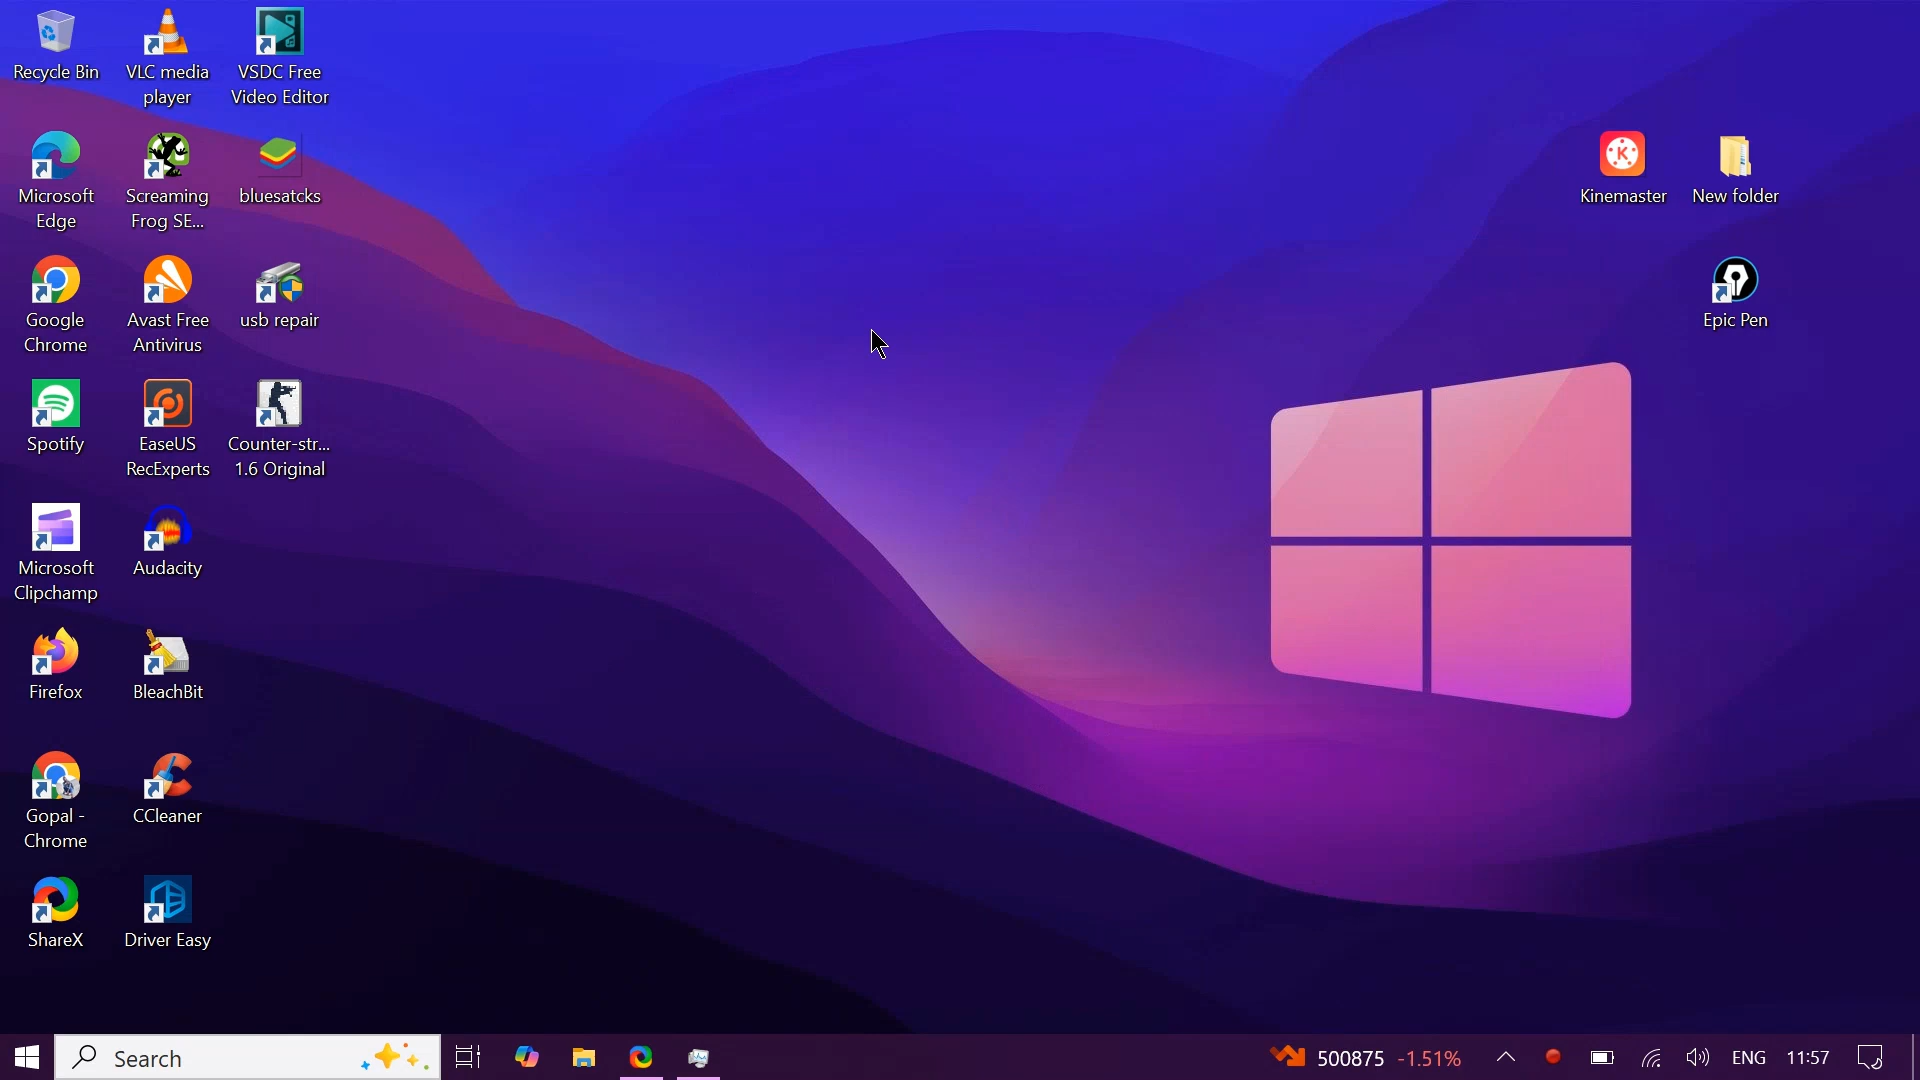 Recycle Bin
VLC media
player
VSDC Free
Video Editor
Microsoft
Edge
Screaming
Frog SE...
bluesatcks
Kinemaster
New folder
Google
Chrome
Avast Free
Antivirus
usb repair
Epic Pen
Spotify
EaseUS
RecExperts
Counter-str...
1.6 Original
Microsoft
Clipchamp
Audacity
Firefox
BleachBit
Gopal -
Chrome
CCleaner
ShareX
Driver Easy
Search
500875 -1.51%
ENG
11:57